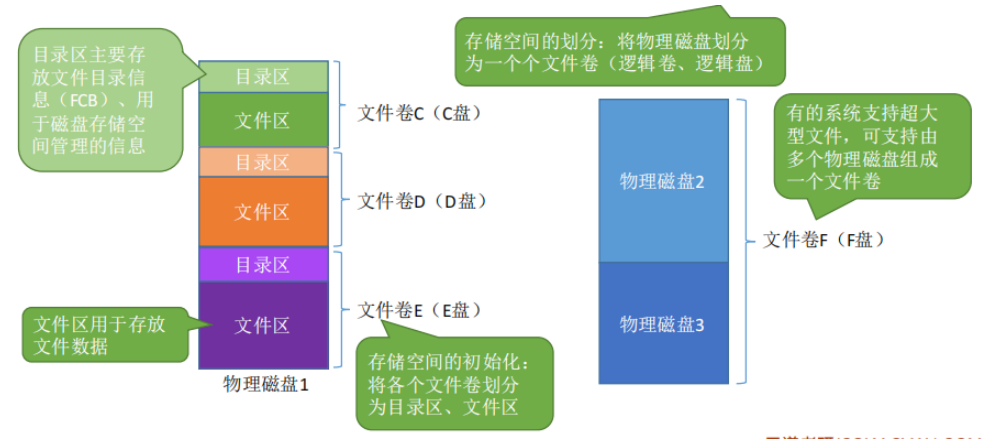 目录区主要存
放文件目录信
息（FCB）、用
于磁盘存储空
间管理的信息
目录区
文件区
文件卷C（C盘）
目录区
文件区
文件卷D（D盘）
目录区
文件区
文件卷E（E盘）
物理磁盘1
文件区用于存放
文件数据
存储空间的初始化：
将各个文件卷划分
为目录区、文件区
存储空间的划分：将物理磁盘划分
为一个个文件卷（逻辑卷、逻辑盘）
物理磁盘2
物理磁盘3
文件卷F（F盘）
有的系统支持超大
型文件，可支持由
多个物理磁盘组成
一个文件卷